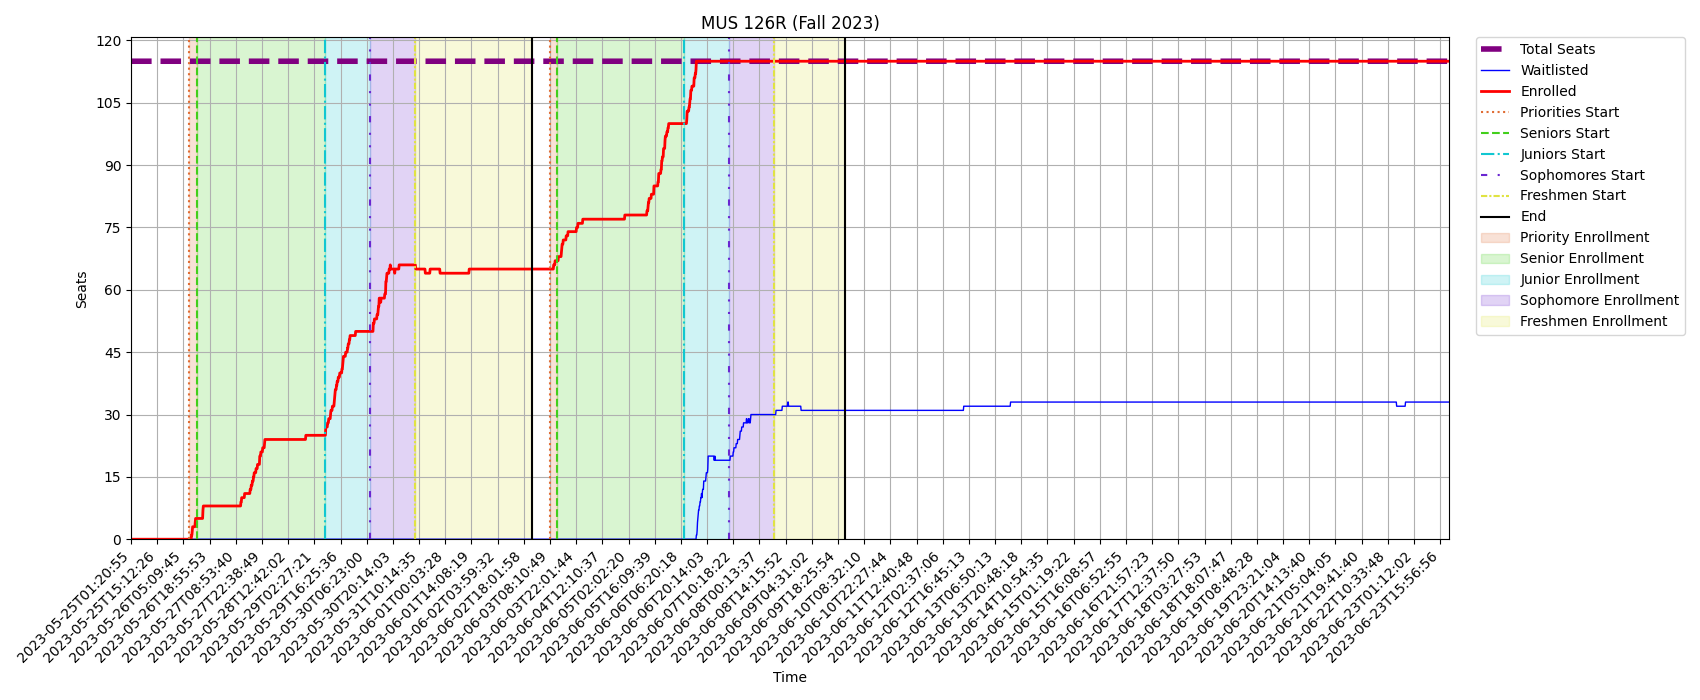 MUS 126R (Fall 2023)
Seats
120
105
90
75
60
45
30
15
0
2023-05-25T01:20:55
2023-05-25T15:12:26
2023-05-26T05:09:45
2023-05-26T18:55:53
2023-05-27T08:53:40
2023-05-27T22:38:49
2023-05-28T12:42:02
2023-05-29T02:27:21
2023-05-29T16:25:36
2023-05-30T06:23:00
2023-05-30T20:14:03
2023-05-31T10:14:35
2023-06-01T00:03:28
2023-06-01T14:08:19
2023-06-02T03:59:32
2023-06-02T18:01:58
2023-06-03T08:10:49
2023-06-03T22:01:44
2023-06-04T12:10:37
2023-06-05T02:02:20
2023-06-05T16:09:39
2023-06-06T06:20:18
2023-06-06T20:14:03
2023-06-07T10:18:22
2023-06-08T00:13:37
2023-06-08T14:15:52
2023-06-09T04:31:02
2023-06-09T18:25:54
2023-06-10T08:32:10
2023-06-10T22:27:44
2023-06-11T12:40:48
2023-06-12T02:37:06
2023-06-12T16:45:13
2023-06-13T06:50:13
2023-06-13T20:48:18
2023-06-14T10:54:35
2023-06-15T01:19:22
2023-06-15T16:08:57
2023-06-16T06:52:55
2023-06-16T21:57:23
2023-06-17T12:37:50
2023-06-18T03:27:53
2023-06-18T18:07:47
2023-06-19T08:48:28
2023-06-19T23:21:04
2023-06-20T14:13:40
2023-06-21T05:04:05
2023-06-21T19:41:40
2023-06-22T10:33:48
2023-06-23T01:12:02
2023-06-23T15:56:56
Time
Total Seats
Waitlisted
Enrolled
Priorities Start
Seniors Start
Juniors Start
Sophomores Start
Freshmen Start
End
Priority Enrollment
Senior Enrollment
Junior Enrollment
Sophomore Enrollment
Freshmen Enrollment